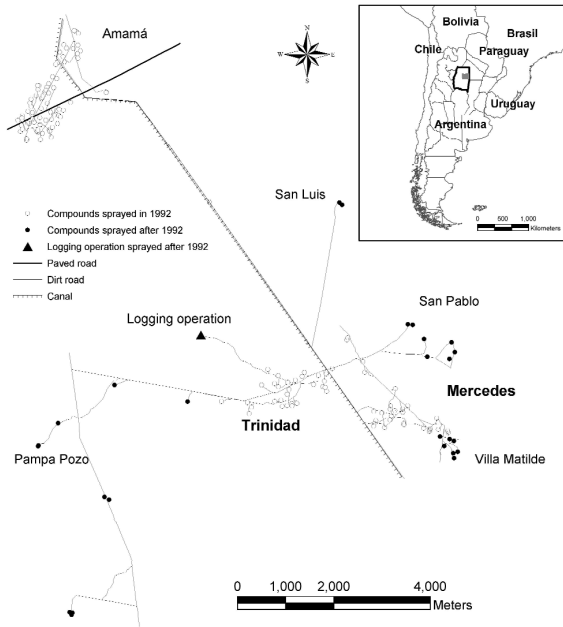 Amamá
N
W
E
S
Bolivia
Brasil
Chile
Paraguay
Uruguay
Argentina
0 500 1,000
Kilometers
San Luis
Compounds sprayed in 1992
Compounds sprayed after 1992
Logging operation sprayed after 1992
Paved road
Dirt road
Canal
San Pablo
Logging operation
Mercedes
Trinidad
Pampa Pozo
Villa Matilde
0 1,000 2,000 4,000
Meters